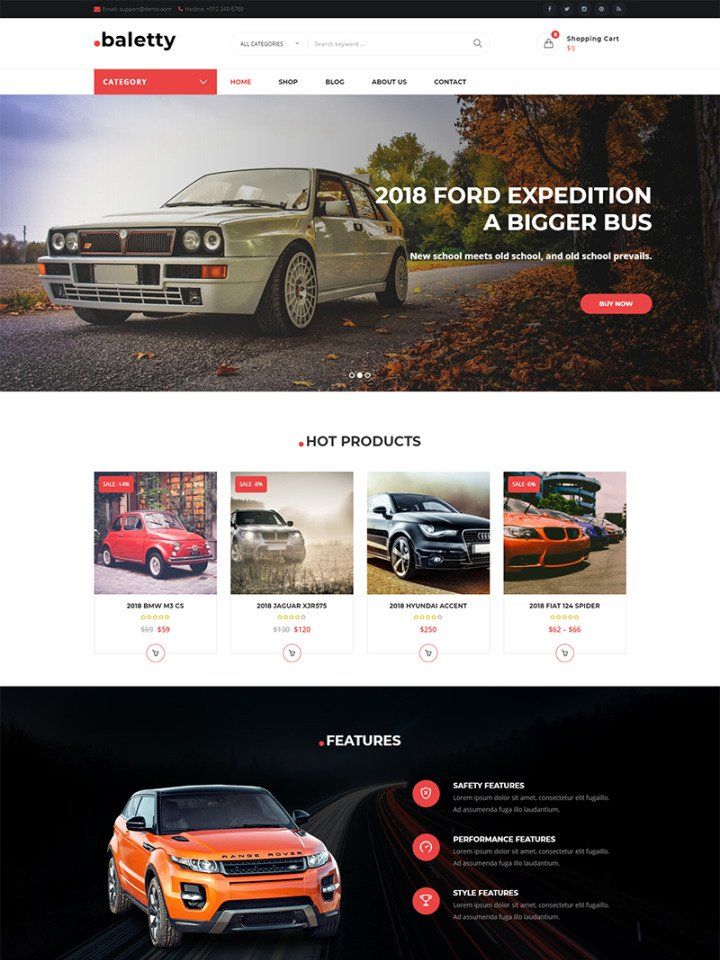 Email: support@demo.com Hotline: +012 345 6789
.baletty
ALL CATEGORIES
Search keyword ...
0
Shopping Cart
$0
CATEGORY
HOME SHOP BLOG ABOUT US CONTACT
2018 FORD EXPEDITION
A BIGGER BUS
New school meets old school, and old school prevails.
BUY NOW
.HOT PRODUCTS
SALE -14%
SALE -8%
SALE -6%
2018 BMW M3 CS
$69 $59
2018 JAGUAR XJR575
$130 $120
2018 HYUNDAI ACCENT
$250
2018 FIAT 124 SPIDER
$62 – $66
.FEATURES
RANGE ROVER
SAFETY FEATURES
Lorem ipsum dolor sit amet, consectetur elit fugaillo.
Ad assumenda fuga illo laudantium.
PERFORMANCE FEATURES
Lorem ipsum dolor sit amet, consectetur elit fugaillo.
Ad assumenda fuga illo laudantium.
STYLE FEATURES
Lorem ipsum dolor sit amet, consectetur elit fugaillo.
Ad assumenda fuga illo laudantium.